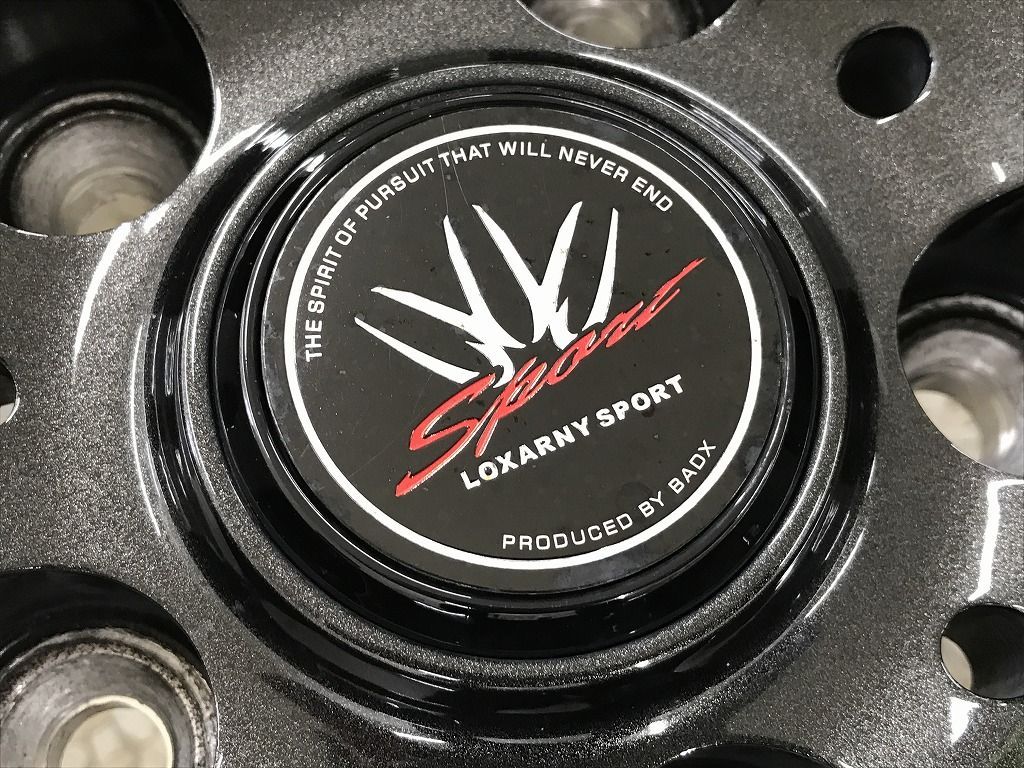 THE SPIRIT OF PURSUIT THAT WILL NEVER END
Sport
LOXARNY SPORT
PRODUCED BY BADX